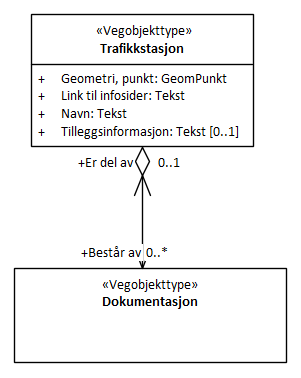 «Vegobjekttype»
Trafikkstasjon
+ Geometri, punkt: GeomPunkt
+ Link til infosider: Tekst
+ Navn: Tekst
+ Tilleggsinformasjon: Tekst [0..1]
+Er del av 0..1
+Består av 0..*
«Vegobjekttype»
Dokumentasjon